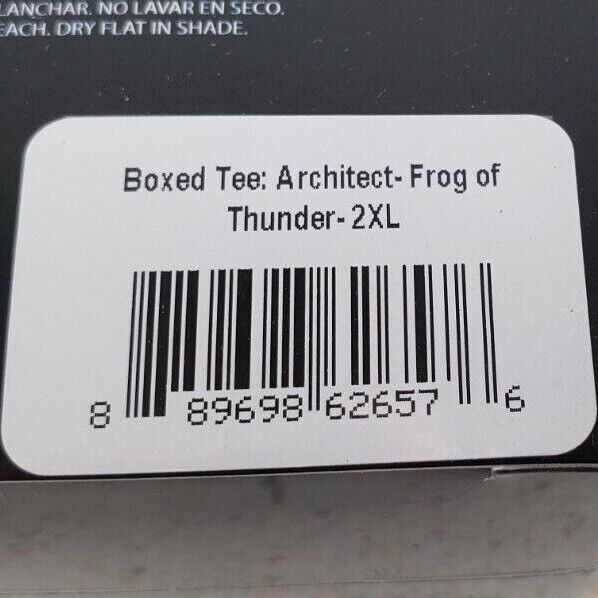 LANCHAR. NO LAVAR EN SECO.
EACH. DRY FLAT IN SHADE.
Boxed Tee: Architect- Frog of
Thunder- 2XL
8 89698 62657 6